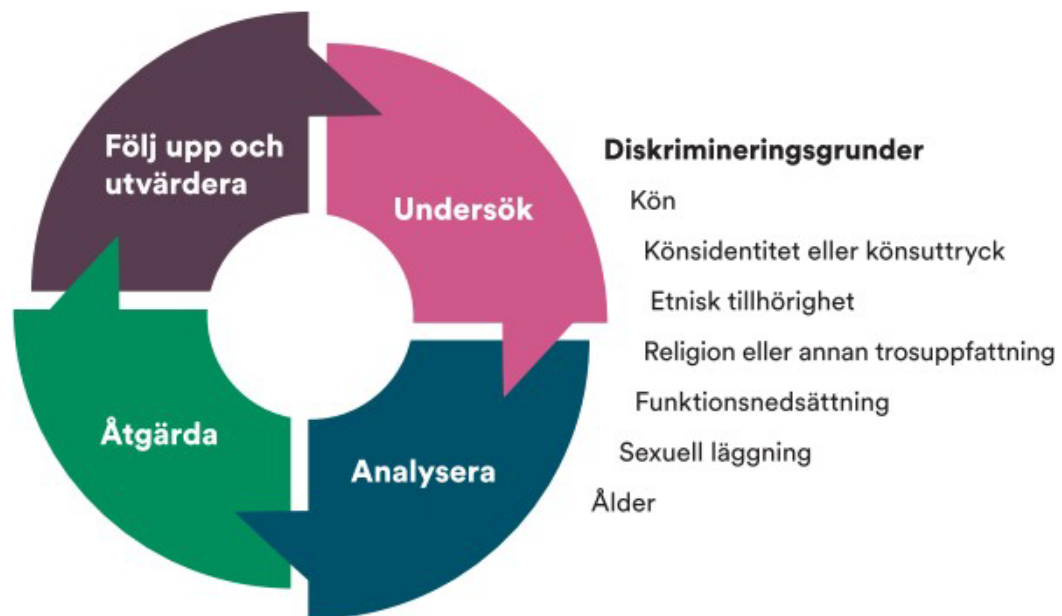 Följ upp och
utvärdera
Undersök
Analysera
Åtgärda
Diskrimineringsgrunder
Kön
Könsidentitet eller könsuttryck
Etnisk tillhörighet
Religion eller annan trosuppfattning
Funktionsnedsättning
Sexuell läggning
Ålder